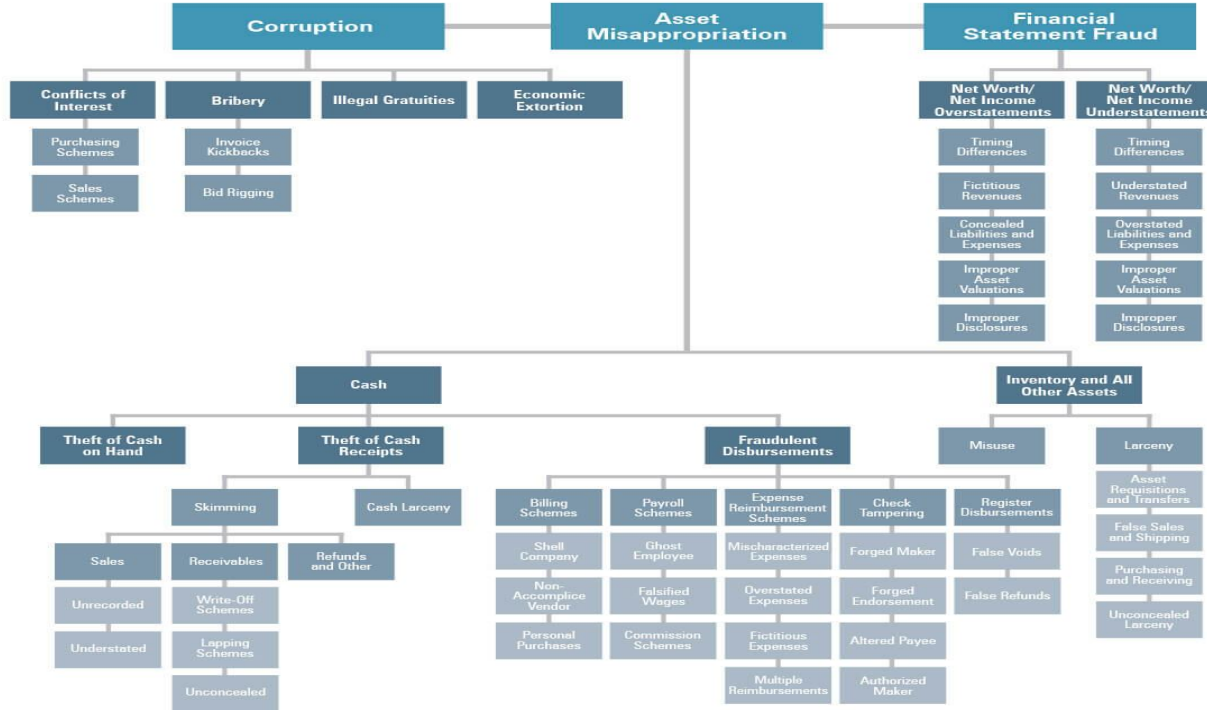 Corruption
Asset
Misappropriation
Financial
Statement Fraud
Conflicts of
Interest
Bribery
Illegal Gratuities
Economic
Extortion
Net Worth/
Net Income
Overstatements
Net Worth/
Net Income
Understatements
Purchasing
Schemes
Sales
Schemes
Invoice
Kickbacks
Bid Rigging
Timing
Differences
Fictitious
Revenues
Concealed
Liabilities and
Expenses
Improper
Asset
Valuations
Improper
Disclosures
Timing
Differences
Understated
Revenues
Overstated
Liabilities and
Expenses
Improper
Asset
Valuations
Improper
Disclosures
Cash
Inventory and All
Other Assets
Theft of Cash
on Hand
Theft of Cash
Receipts
Fraudulent
Disbursements
Misuse
Larceny
Asset
Requisitions
and Transfers
False Sales
and Shipping
Purchasing
and Receiving
Unconcealed
Larceny
Skimming
Cash Larceny
Sales
Receivables
Refunds
and Other
Unrecorded
Understated
Write-Off
Schemes
Lapping
Schemes
Unconcealed
Billing
Schemes
Shell
Company
Non-
Accomplice
Vendor
Personal
Purchases
Payroll
Schemes
Ghost
Employee
Falsified
Wages
Commission
Schemes
Expense
Reimbursement
Schemes
Mischaracterized
Expenses
Overstated
Expenses
Fictitious
Expenses
Multiple
Reimbursements
Check
Tampering
Forged Maker
Forged
Endorsement
Altered Payee
Authorized
Maker
Register
Disbursements
False Voids
False Refunds